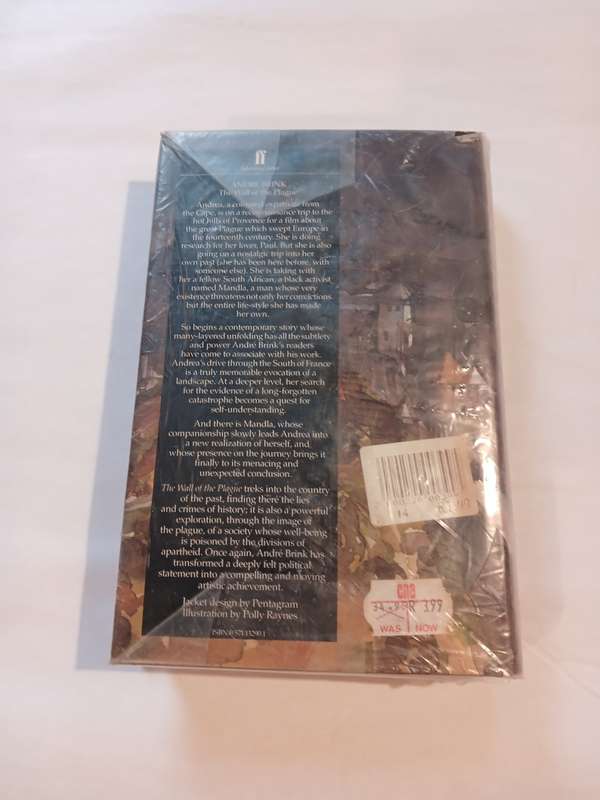 ff
ANDRÉ BRINK
The Wall of the Plague
Andrea, a coloured expatriate from
the Cape, is on a reconnaissance trip to the
hot hills of Provence for a film about
the great Plague which swept Europe in
the fourteenth century. She is doing
research for her lover, Paul. But she is also
going on a nostalgic trip into her
own past (she has been here before, with
someone else). She is taking with
her a fellow South African, a black activist
named Mandla, a man whose very
existence threatens not only her convictions
but the entire life-style she has made
her own.
So begins a contemporary story whose
many-layered unfolding has all the subtlety
and power André Brink's readers
have come to associate with his work.
Andrea's drive through the South of France
is a truly memorable evocation of a
landscape. At a deeper level, her search
for the evidence of a long-forgotten
catastrophe becomes a quest for
self-understanding.
And there is Mandla, whose
companionship slowly leads Andrea into
a new realization of herself, and
whose presence on the journey brings it
finally to its menacing and
unexpected conclusion.
The Wall of the Plague treks into the country
of the past, finding there the lies
and crimes of history; it is also a powerful
exploration, through the image of
the plague, of a society whose well-being
is poisoned by the divisions of
apartheid. Once again, André Brink has
transformed a deeply felt political
statement into a compelling and moving
artistic achievement.
Jacket design by Pentagram
Illustration by Polly Raynes
ISBN 0 571 13290 1
14
cna
R 3.99
WAS NOW